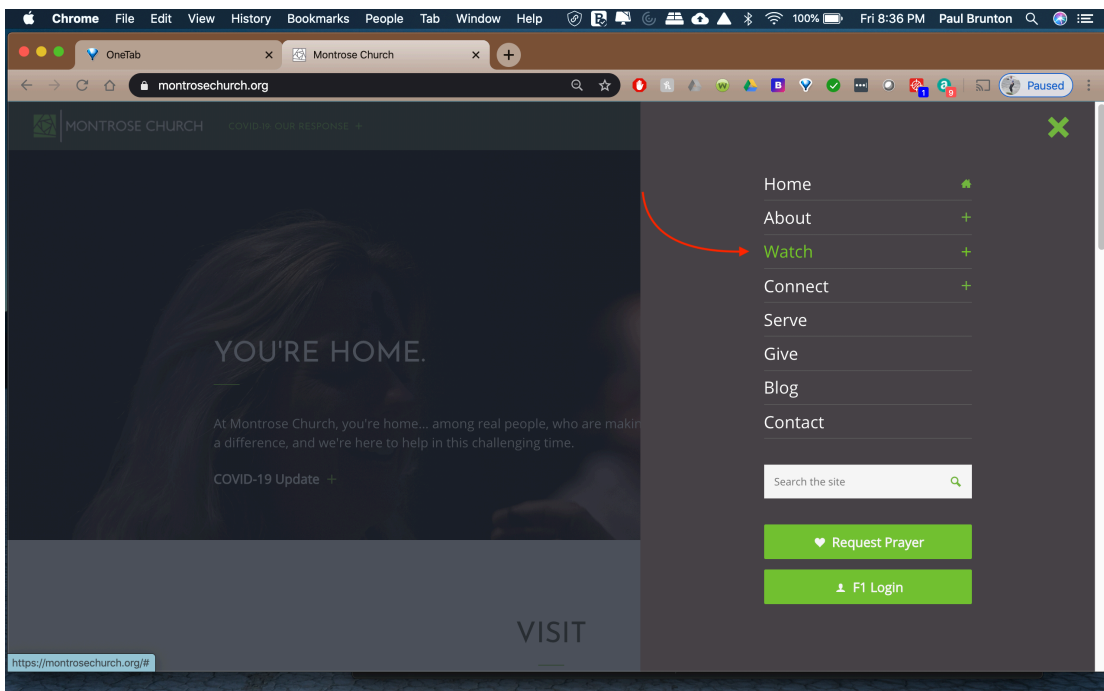 Chrome File Edit View History Bookmarks People Tab Window Help 100% Fri 8:36 PM Paul Brunton
OneTab
Montrose Church
montrosechurch.org
Paused
MONTROSE CHURCH
COVID 19: OUR RESPONSE +
Home
About +
Watch +
Connect +
Serve
Give
Blog
Contact
Search the site
Request Prayer
F1 Login
YOU'RE HOME.
At Montrose Church, you're home... among real people, who are makin
a difference, and we're here to help in this challenging time.
COVID-19 Update +
VISIT
https://montrosechurch.org/#